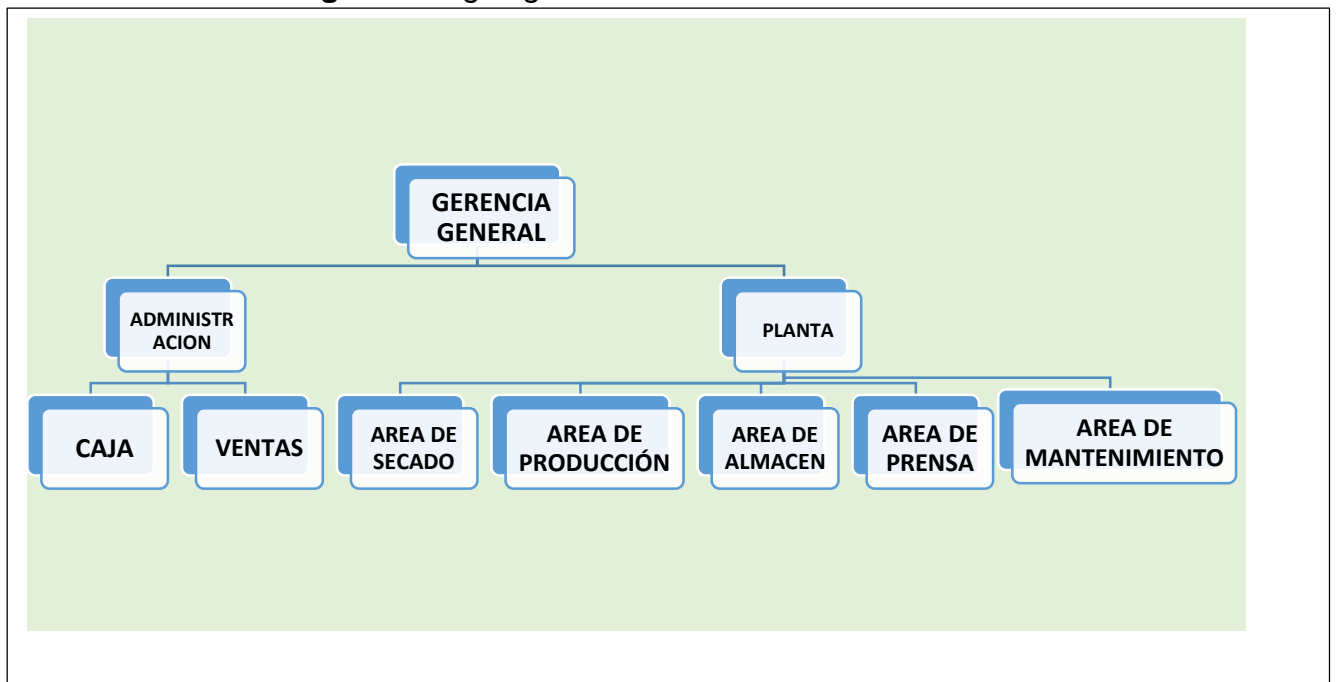 GERENCIA
GENERAL
ADMINISTR
ACION
PLANTA
CAJA
VENTAS
AREA DE
SECADO
AREA DE
PRODUCCIÓN
AREA DE
ALMACEN
AREA DE
PRENSA
AREA DE
MANTENIMIENTO